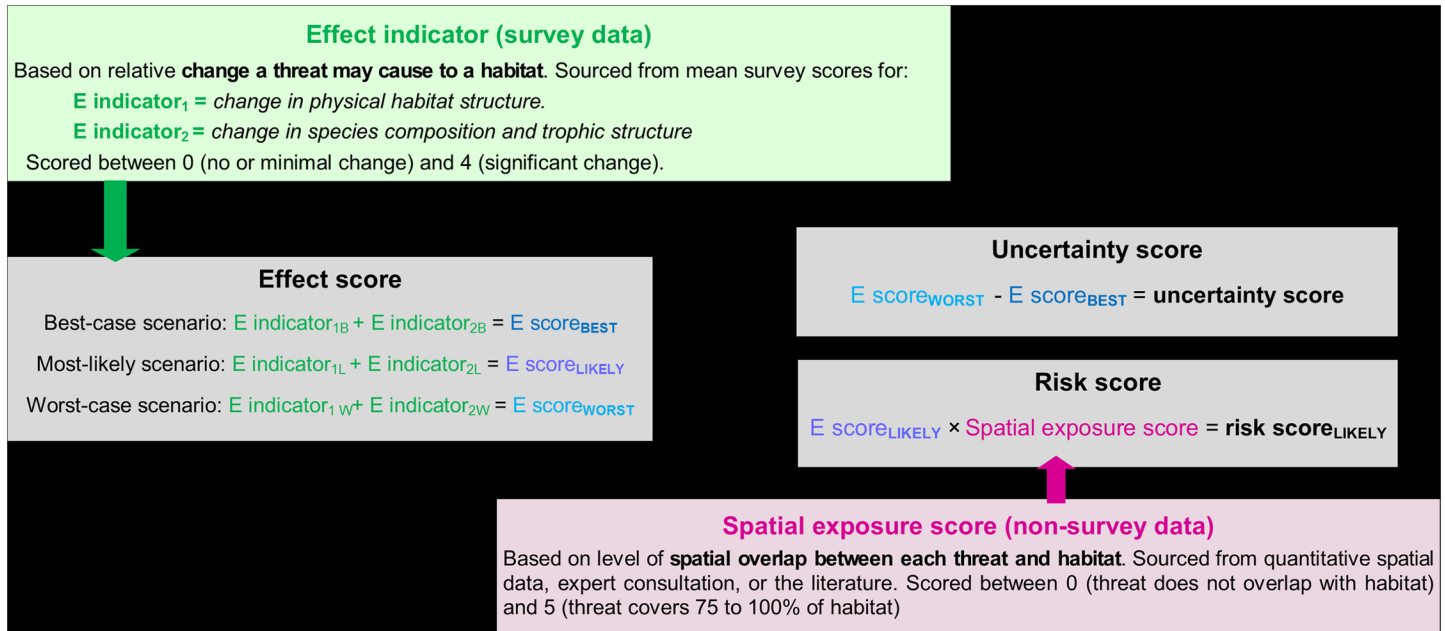 Effect indicator (survey data)
Based on relative change a threat may cause to a habitat. Sourced from mean survey scores for:
E indicator₁ = change in physical habitat structure.
E indicator₂ = change in species composition and trophic structure
Scored between 0 (no or minimal change) and 4 (significant change).
Effect score
Best-case scenario: E indicator1B + E indicator2B = E scoreBEST
Most-likely scenario: E indicator1L + E indicator2L = E scoreLIKELY
Worst-case scenario: E indicator1 W+ E indicator2W = E scoreWORST
Uncertainty score
E scoreWORST - E scoreBEST = uncertainty score
Risk score
E scoreLIKELY × Spatial exposure score = risk scoreLIKELY
Spatial exposure score (non-survey data)
Based on level of spatial overlap between each threat and habitat. Sourced from quantitative spatial
data, expert consultation, or the literature. Scored between 0 (threat does not overlap with habitat)
and 5 (threat covers 75 to 100% of habitat)